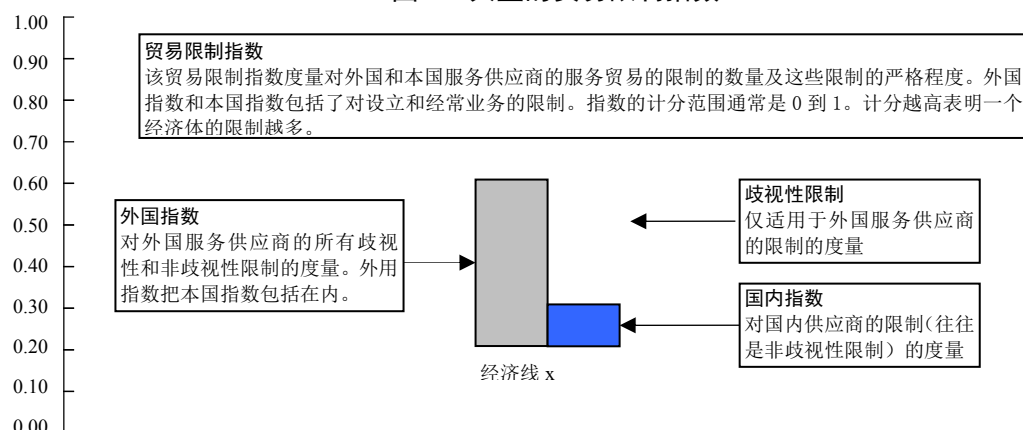 1.00
0.90
0.80
0.70
0.60
0.50
0.40
0.30
0.20
0.10
0.00
贸易限制指数
该贸易限制指数度量对外国和本国服务供应商的服务贸易的限制的数量及这些限制的严格程度。外国
指数和本国指数包括了对设立和经常业务的限制。指数的计分范围通常是 0 到 1。计分越高表明一个
经济体的限制越多。
外国指数
对外国服务供应商的所有歧视
性和非歧视性限制的度量。外用
指数把本国指数包括在内。
歧视性限制
仅适用于外国服务供应商
的限制的度量
国内指数
对国内供应商的限制（往往
是非歧视性限制）的度量
经济线 x